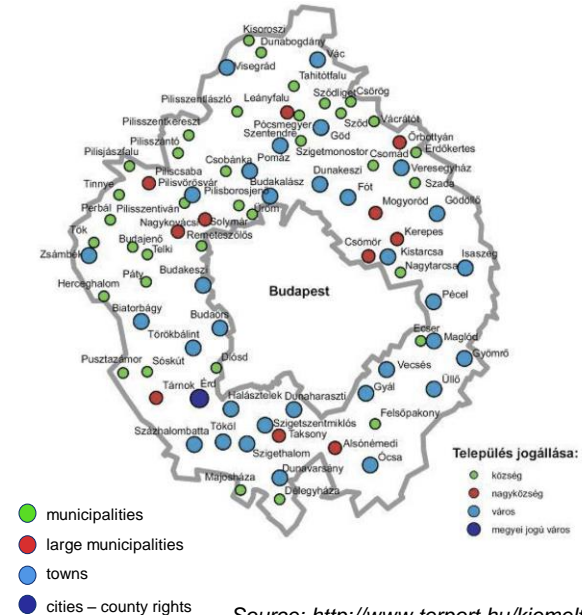 Kisoroszi
Dunabogdány
Vác
Visegrád
Tahitótfalu
Pilisszentlászló
Leányfalu
Sződliget
Csörög
Pilisszentkereszt
Pócsmegyer
Sződ
Vácrátót
Pilisszántó
Szentendre
Göd
Őrbottyán
Pilisjászfalu
Csobánka
Pomáz
Szigetmonostor
Csomád
Erdőkertes
Piliscsaba
Dunakeszi
Veresegyház
Tinnye
Pilisvörösvár
Pilisborosjenő
Budakalász
Fót
Szada
Perbál
Pilisszentiván
Üröm
Mogyoród
Gödöllő
Tök
Nagykovácsi
Solymár
Budajenő
Remeteszőlős
Csömör
Kerepes
Zsámbék
Telki
Kistarcsa
Isaszeg
Páty
Budakeszi
Nagytarcsa
Herceghalom
Budapest
Pécel
Biatorbágy
Budaörs
Ecser
Törökbálint
Maglód
Gyömrő
Pusztazámor
Sóskút
Diósd
Vecsés
Tárnok
Érd
Halásztelek
Dunaharaszti
Gyál
Üllő
Százhalombatta
Tököl
Szigetszentmiklós
Felsőpakony
Taksony
Szigethalom
Alsónémedi
Ócsa
Majosháza
Dunavarsány
Délegyháza
Település jogállása:
község
nagyközség
város
megyei jogú város
municipalities
large municipalities
towns
cities – county rights